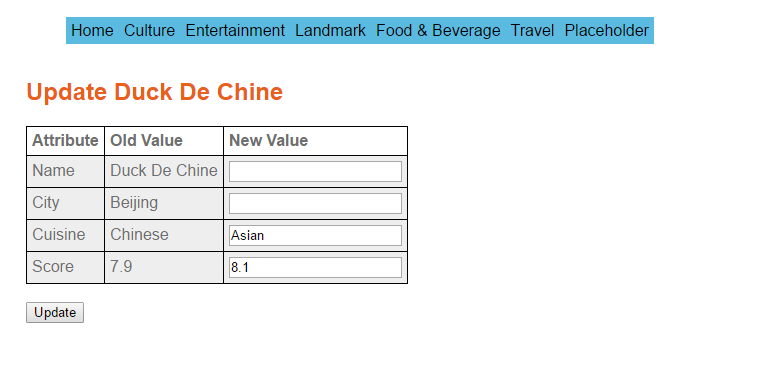 Home Culture Entertainment Landmark Food & Beverage Travel Placeholder
Update Duck De Chine
Attribute Old Value New Value
Name Duck De Chine
City Beijing
Cuisine Chinese Asian
Score 7.9 8.1
Update